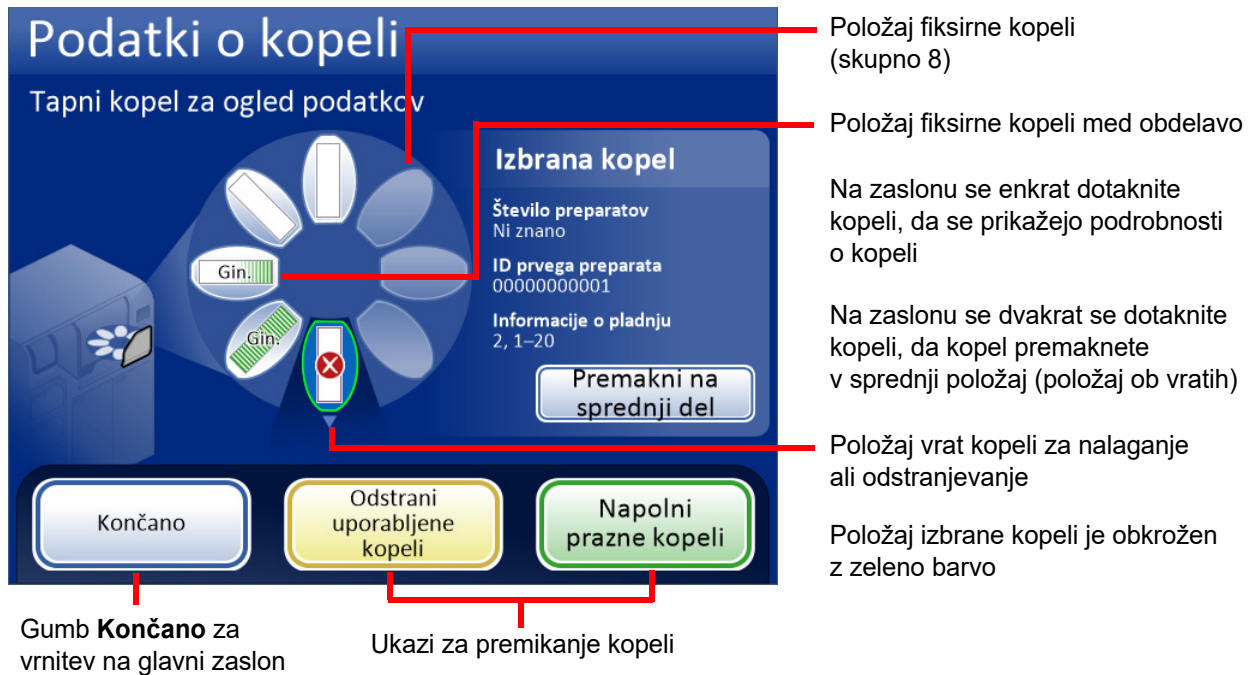 Podatki o kopeli
Tapni kopel za ogled podatkov
Gin.
Gin.
Izbrana kopel
Število preparatov
Ni znano
ID prvega preparata
00000000001
Informacije o pladnju
2, 1–20
Premakni na
sprednji del
Končano
Odstrani
uporabljene
kopeli
Napolni
prazne kopeli
Položaj fiksirne kopeli
(skupno 8)
Položaj fiksirne kopeli med obdelavo
Na zaslonu se enkrat dotaknite
kopeli, da se prikažejo podrobnosti
o kopeli
Na zaslonu se dvakrat se dotaknite
kopeli, da kopel premaknete
v sprednji položaj (položaj ob vratih)
Položaj vrat kopeli za nalaganje
ali odstranjevanje
Položaj izbrane kopeli je obkrožen
z zeleno barvo
Gumb Končano za
vrnitev na glavni zaslon
Ukazi za premikanje kopeli